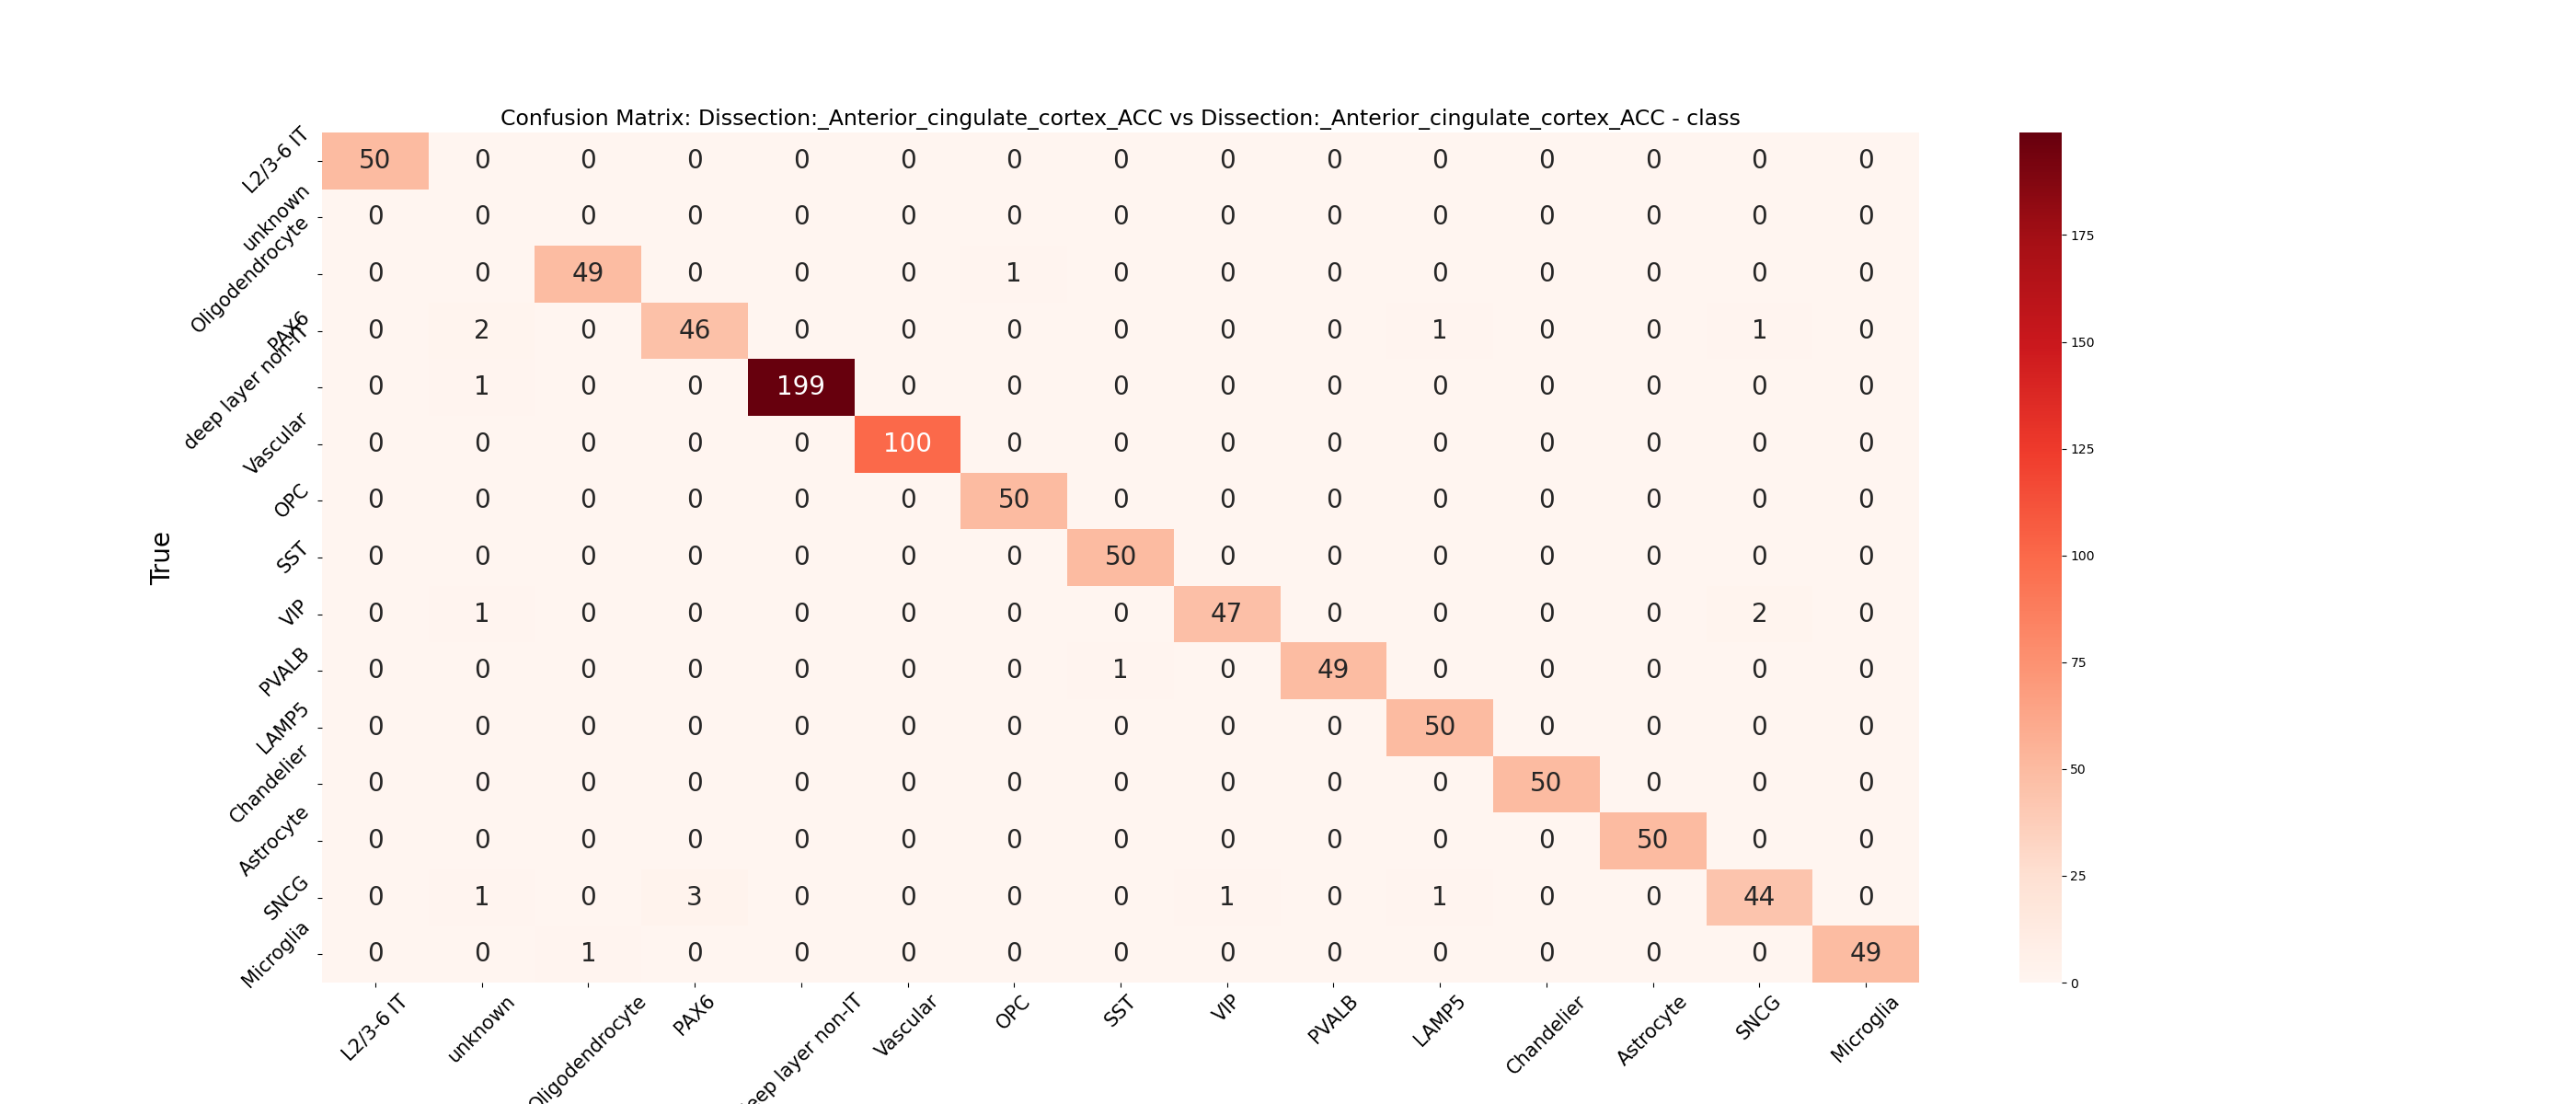 Confusion Matrix: Dissection:_Anterior_cingulate_cortex_ACC vs Dissection:_Anterior_cingulate_cortex_ACC - class
True
L2/3-6 IT 50 0 0 0 0 0 0 0 0 0 0 0 0 0 0
unknown 0 0 0 0 0 0 0 0 0 0 0 0 0 0 0
Oligodendrocyte 0 0 49 0 0 0 1 0 0 0 0 0 0 0 0
PAX6 0 2 0 46 0 0 0 0 0 0 1 0 0 1 0
deep layer non-IT 0 1 0 0 199 0 0 0 0 0 0 0 0 0 0
Vascular 0 0 0 0 0 100 0 0 0 0 0 0 0 0 0
OPC 0 0 0 0 0 0 50 0 0 0 0 0 0 0 0
SST 0 0 0 0 0 0 0 50 0 0 0 0 0 0 0
VIP 0 1 0 0 0 0 0 0 47 0 0 0 0 2 0
PVALB 0 0 0 0 0 0 0 1 0 49 0 0 0 0 0
LAMP5 0 0 0 0 0 0 0 0 0 0 50 0 0 0 0
Chandelier 0 0 0 0 0 0 0 0 0 0 0 50 0 0 0
Astrocyte 0 0 0 0 0 0 0 0 0 0 0 0 50 0 0
SNCG 0 1 0 3 0 0 0 0 1 0 1 0 0 44 0
Microglia 0 0 1 0 0 0 0 0 0 0 0 0 0 0 49
L2/3-6 IT unknown Oligodendrocyte PAX6 eep layer non-IT Vascular OPC SST VIP PVALB LAMP5 Chandelier Astrocyte SNCG Microglia
175
150
125
100
75
50
25
0